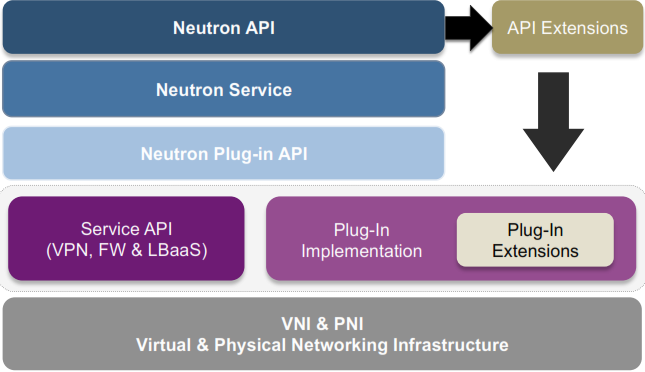 Neutron API
API Extensions
Neutron Service
Neutron Plug-in API
Service API
(VPN, FW & LBaaS)
Plug-In
Implementation
Plug-In
Extensions
VNI & PNI
Virtual & Physical Networking Infrastructure